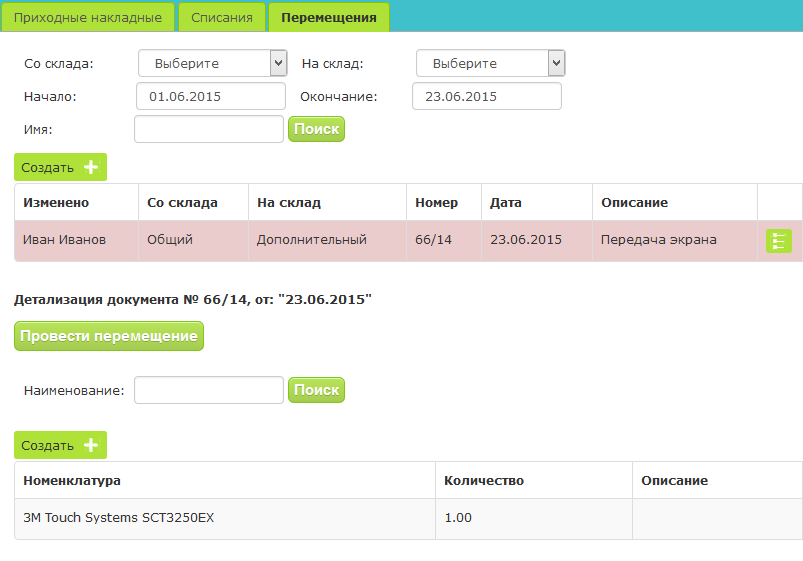 Приходные накладные Списания Перемещения
Со склада: Выберите На склад: Выберите
Начало: 01.06.2015 Окончание: 23.06.2015
Имя: Поиск
Создать
Изменено Со склада На склад Номер Дата Описание
Иван Иванов Общий Дополнительный 66/14 23.06.2015 Передача экрана
Детализация документа № 66/14, от: "23.06.2015"
Провести перемещение
Наименование: Поиск
Создать
Номенклатура Количество Описание
3M Touch Systems SCT3250EX 1.00